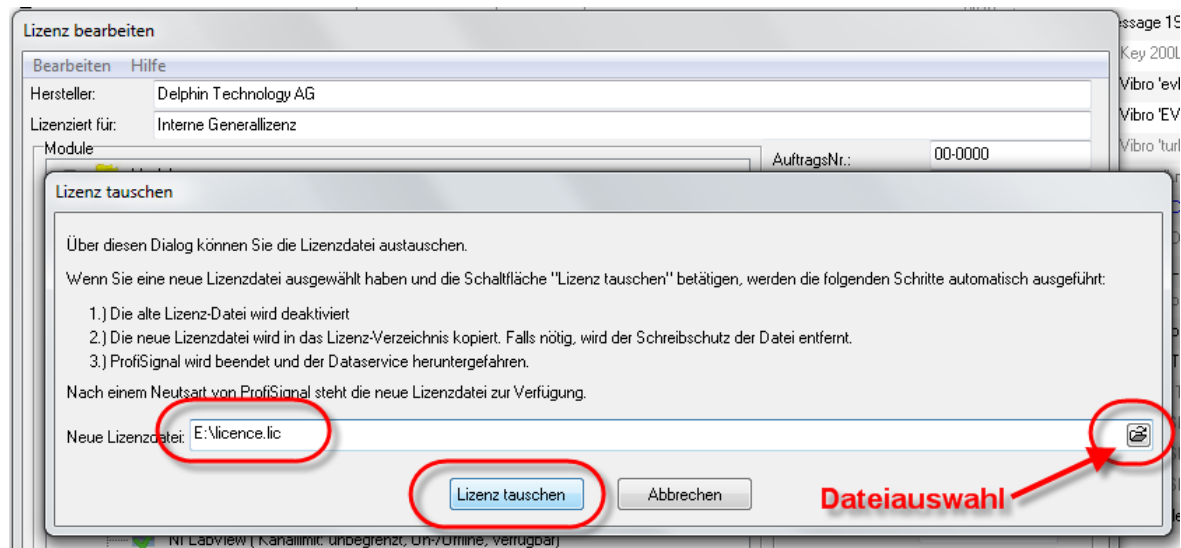 Lizenz bearbeiten
Bearbeiten Hilfe
Hersteller: Delphin Technology AG
Lizenziert für: Interne Generallizenz
Module
AuftragsNr.: 00-0000
Lizenz tauschen
Über diesen Dialog können Sie die Lizenzdatei austauschen.
Wenn Sie eine neue Lizenzdatei ausgewählt haben und die Schaltfläche "Lizenz tauschen" betätigen, werden die folgenden Schritte automatisch ausgeführt:
1.) Die alte Lizenz-Datei wird deaktiviert
2.) Die neue Lizenzdatei wird in das Lizenz-Verzeichnis kopiert. Falls nötig, wird der Schreibschutz der Datei entfernt.
3.) ProfiSignal wird beendet und der Dataservice heruntergefahren.
Nach einem Neutsart von ProfiSignal steht die neue Lizenzdatei zur Verfügung.
Neue Lizenzdatei: E:\licence.lic
Lizenz tauschen Abbrechen
Dateiauswahl
NI LabView ( Kanallimit: unbegrenzt, On-/Offline, verfügbar)
ssage 19
Key 200L
Vibro 'evl
Vibro 'EV
Vibro 'turl